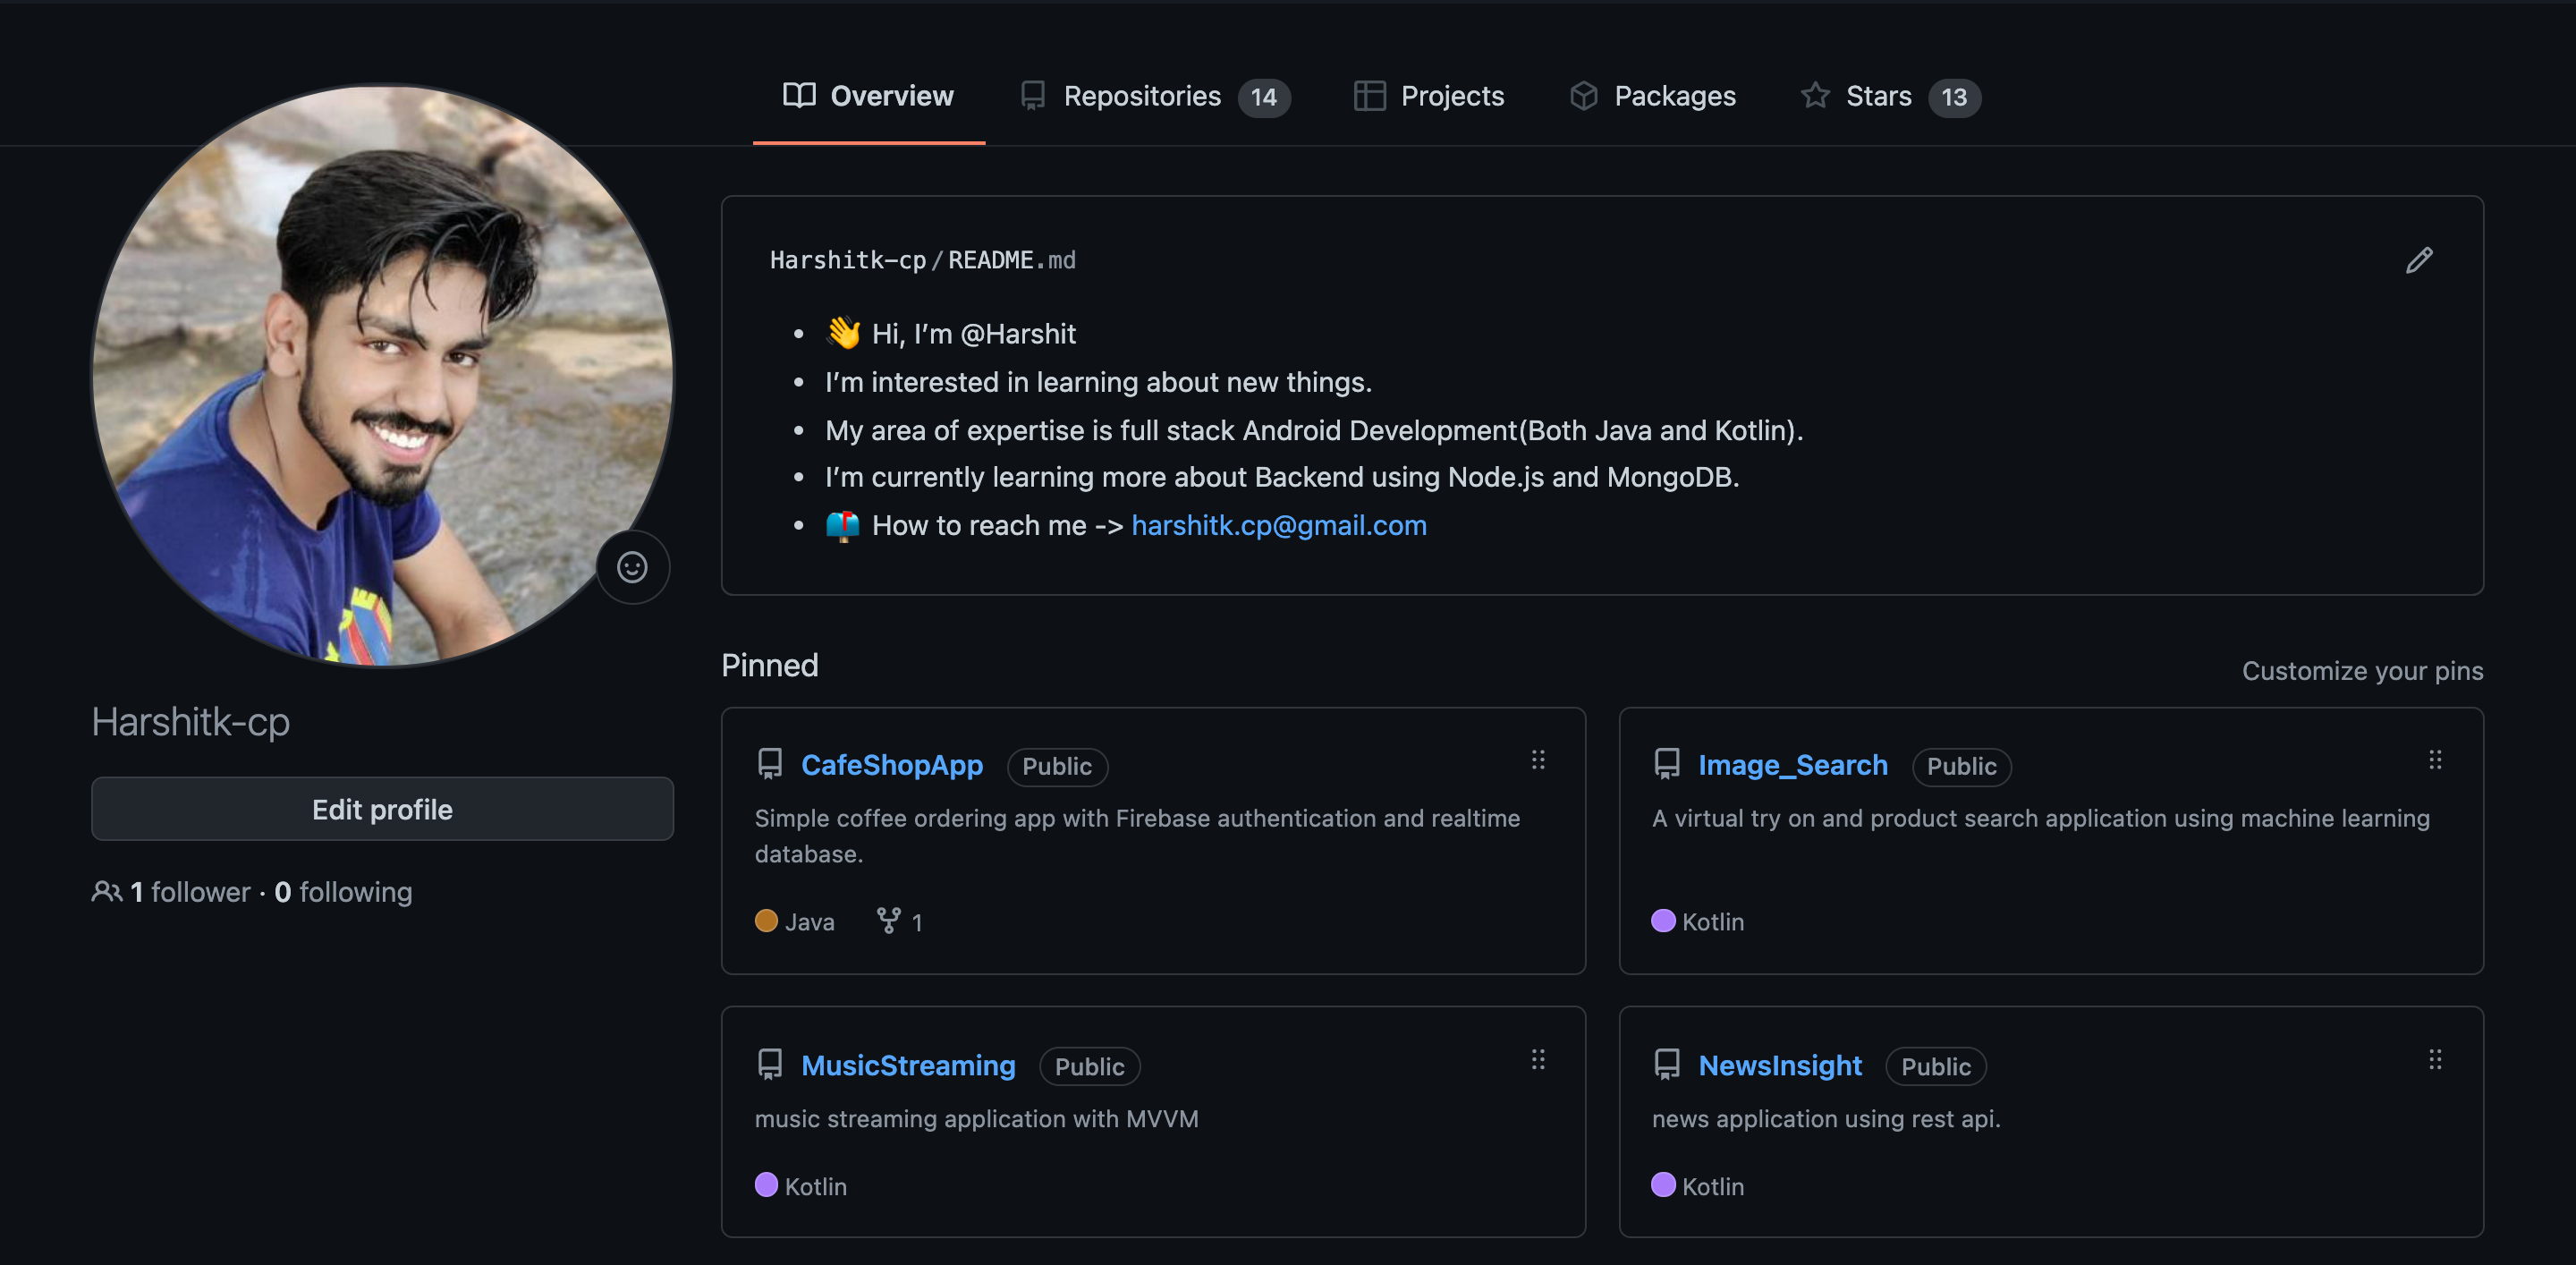 Overview
Repositories 14
Projects
Packages
Stars 13
Harshitk-cp
Edit profile
1 follower · 0 following
Harshitk-cp/README.md
👋 Hi, I’m @Harshit
I’m interested in learning about new things.
My area of expertise is full stack Android Development(Both Java and Kotlin).
I’m currently learning more about Backend using Node.js and MongoDB.
📫 How to reach me -> harshitk.cp@gmail.com
Pinned
Customize your pins
CafeShopApp Public
Simple coffee ordering app with Firebase authentication and realtime
database.
Java 1
Image_Search Public
A virtual try on and product search application using machine learning
Kotlin
MusicStreaming Public
music streaming application with MVVM
Kotlin
NewsInsight Public
news application using rest api.
Kotlin